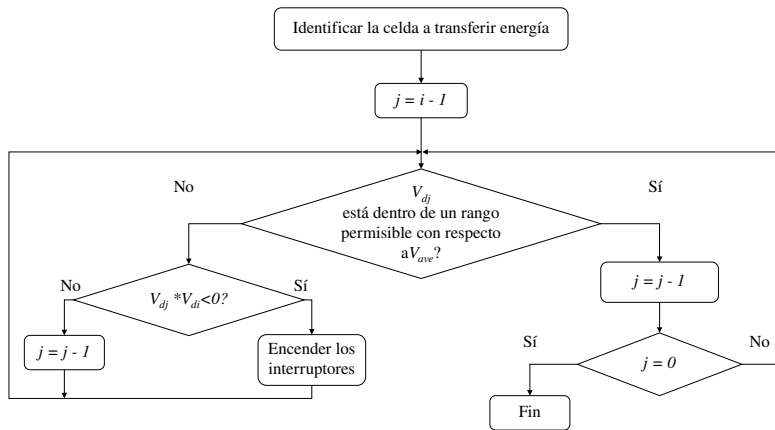 Identificar la celda a transferir energía
j = i - 1
No
Sí
V_dj
está dentro de un rango
permisible con respecto
aV_ave?
No
V_dj *V_di<0?
Sí
j = j - 1
j = j - 1
Encender los
interruptores
Sí
j = 0
No
Fin